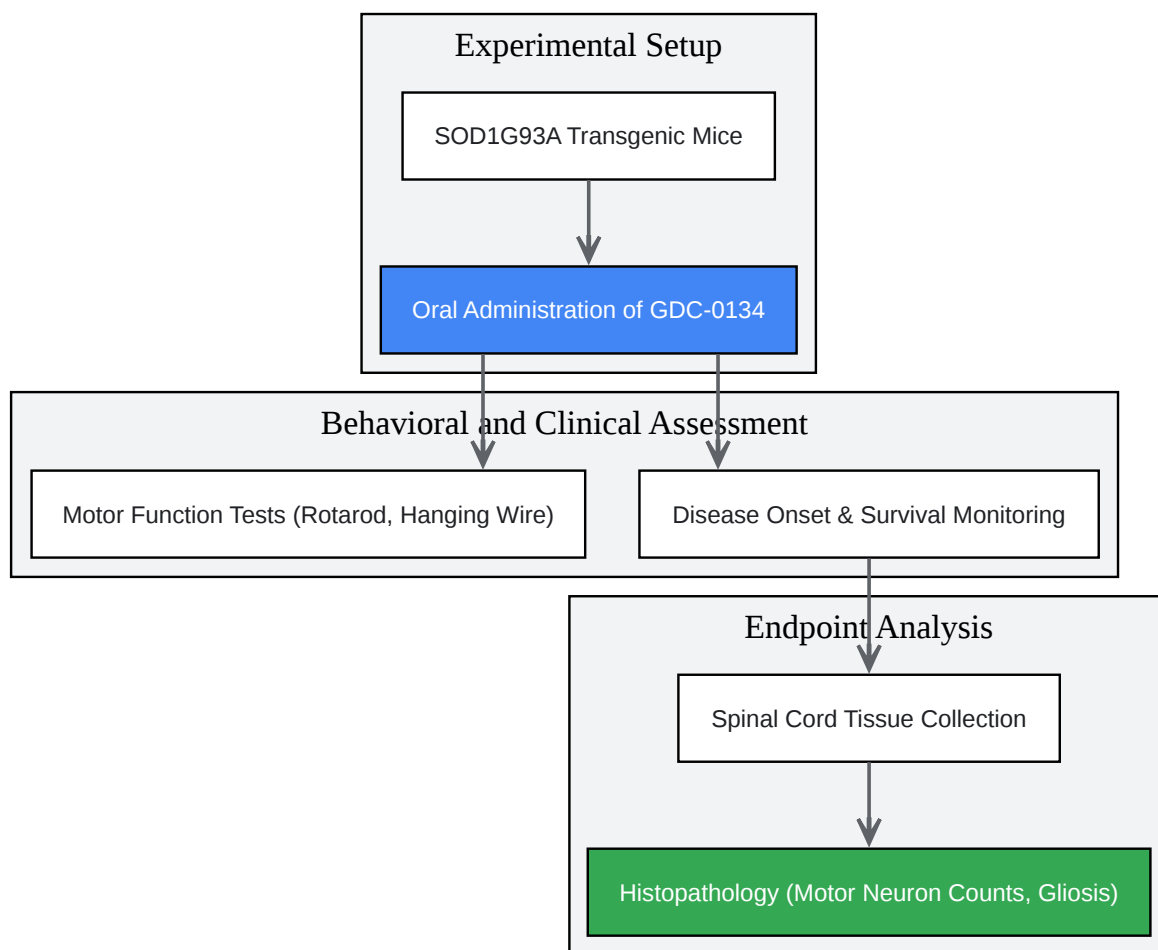 Experimental Setup
SOD1G93A Transgenic Mice
Oral Administration of GDC-0134
Behavioral and Clinical Assessment
Motor Function Tests (Rotarod, Hanging Wire)
Disease Onset & Survival Monitoring
Endpoint Analysis
Spinal Cord Tissue Collection
Histopathology (Motor Neuron Counts, Gliosis)